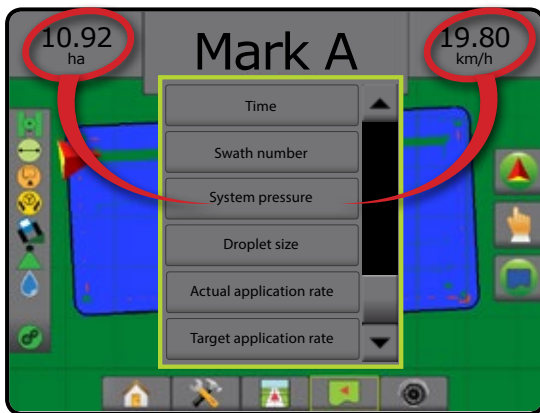 10.92
ha
Mark A
19.80
km/h
Time
Swath number
System pressure
Droplet size
Actual application rate
Target application rate